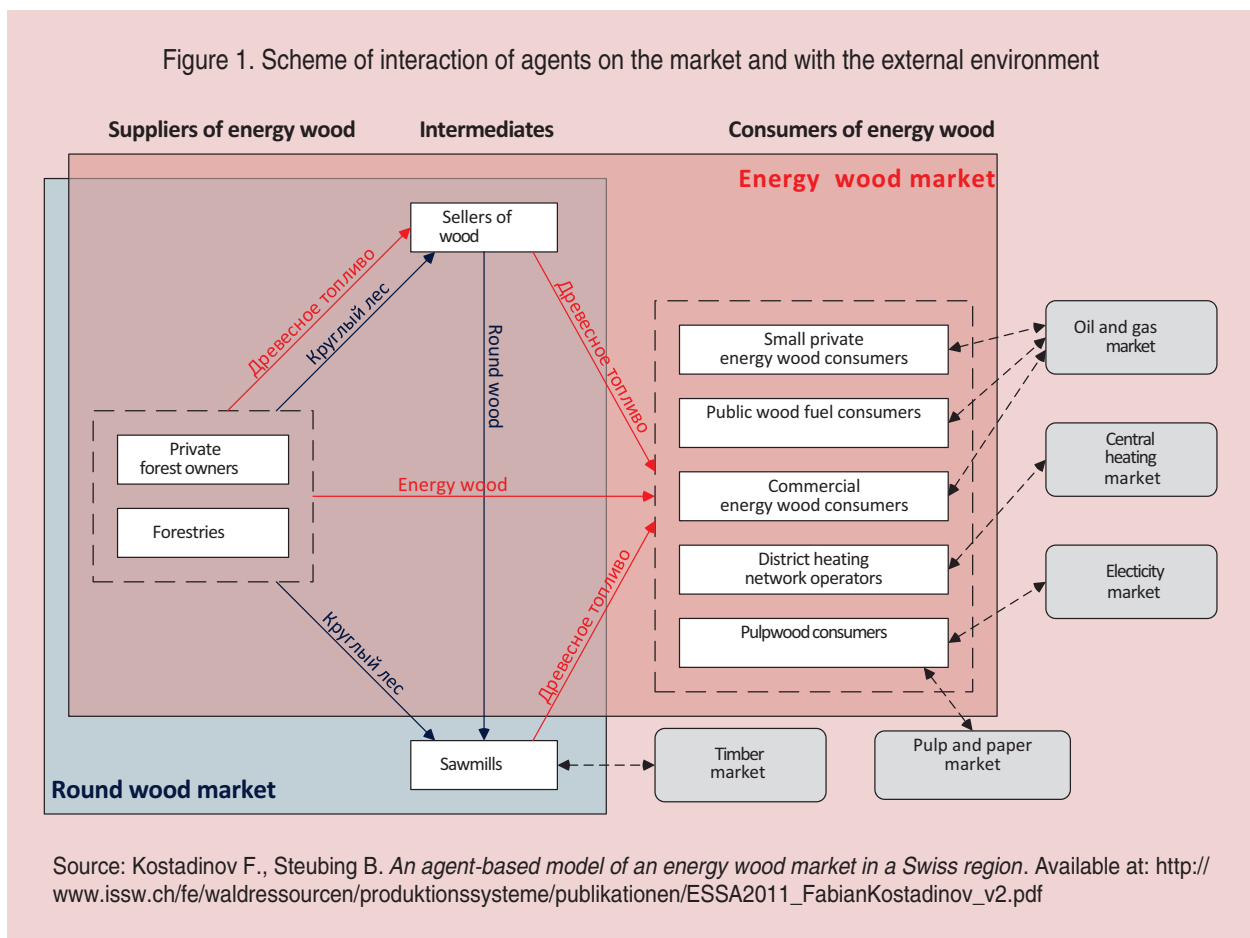 Figure 1. Scheme of interaction of agents on the market and with the external environment
Suppliers of energy wood
Intermediates
Consumers of energy wood
Energy wood market
Sellers of
wood
Древесное топливо
Круглый лес
Round wood
Древесное топливо
Small private
energy wood consumers
Oil and gas
market
Public wood fuel consumers
Private
forest owners
Central
heating
market
Energy wood
Commercial
energy wood consumers
Forestries
District heating
network operators
Electicity
market
Круглый лес
Древесное топливо
Pulpwood consumers
Sawmills
Timber
market
Pulp and paper
market
Round wood market
Source: Kostadinov F., Steubing B. An agent-based model of an energy wood market in a Swiss region. Available at: http://
www.issw.ch/fe/waldressourcen/produktionssysteme/publikationen/ESSA2011_FabianKostadinov_v2.pdf